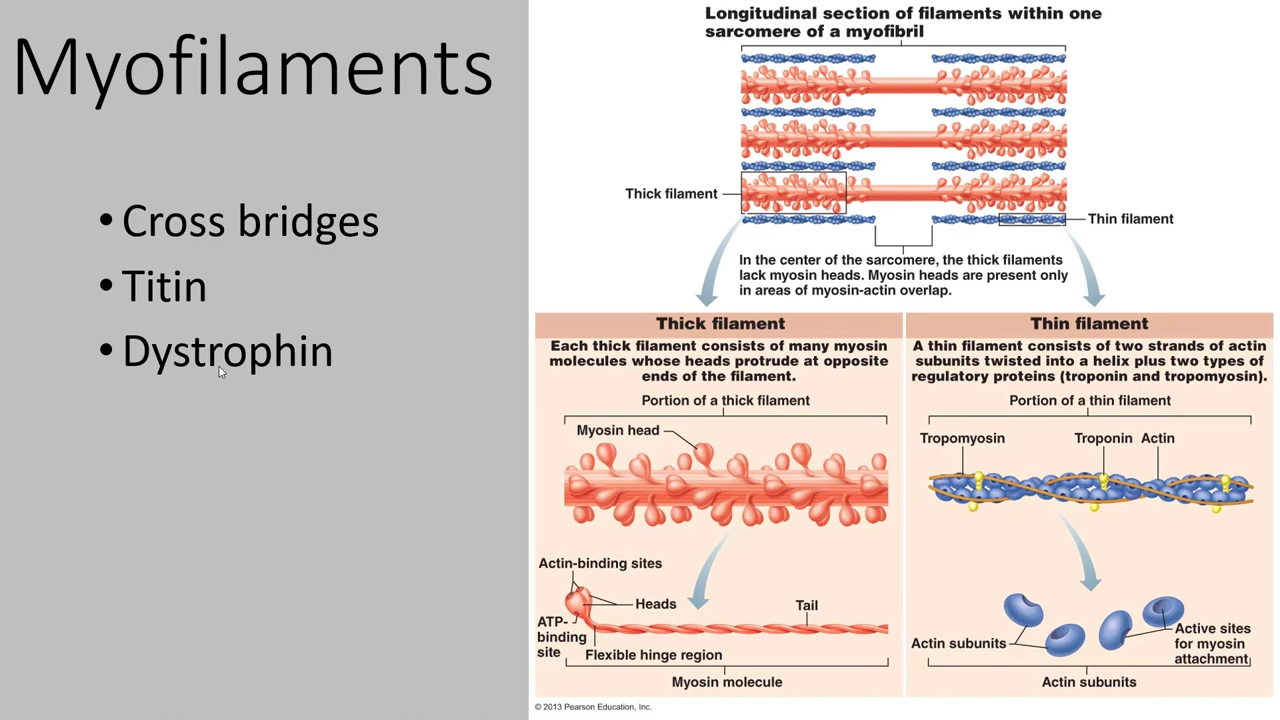 Myofilaments
• Cross bridges
• Titin
• Dystrophin
Longitudinal section of filaments within one
sarcomere of a myofibril
Thick filament
Thin filament
In the center of the sarcomere, the thick filaments
lack myosin heads. Myosin heads are present only
in areas of myosin-actin overlap.
Thick filament
Each thick filament consists of many myosin
molecules whose heads protrude at opposite
ends of the filament.
Portion of a thick filament
Myosin head
Actin-binding sites
Heads
Tail
ATP-
binding
site
Flexible hinge region
Myosin molecule
Thin filament
A thin filament consists of two strands of actin
subunits twisted into a helix plus two types of
regulatory proteins (troponin and tropomyosin).
Portion of a thin filament
Tropomyosin
Troponin
Actin
Actin subunits
Active sites
for myosin
attachment
Actin subunits
© 2013 Pearson Education, Inc.